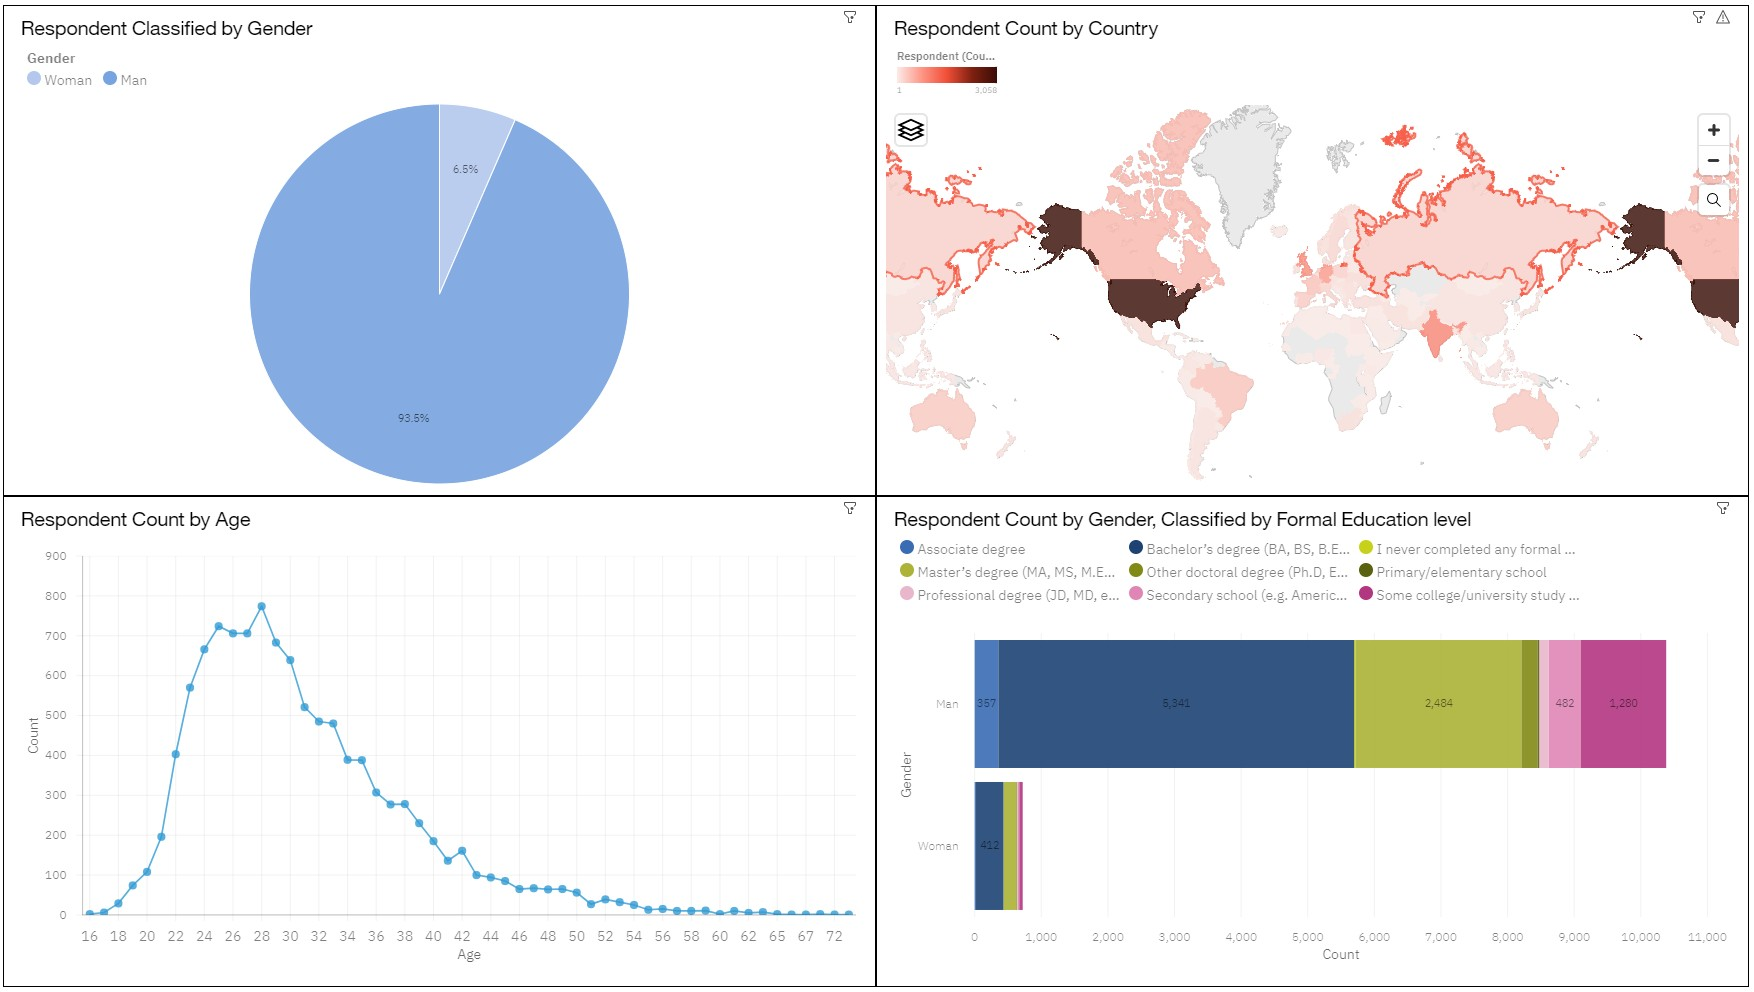 Respondent Classified by Gender
Gender
Woman Man
6.5%
93.5%
Respondent Count by Country
Respondent (Cou...
1 3,058
Respondent Count by Age
900
800
700
600
500
400
300
200
100
0
Count
16 18 20 22 24 26 28 30 32 34 36 38 40 42 44 46 48 50 52 54 56 58 60 62 65 67 72
Age
Respondent Count by Gender, Classified by Formal Education level
Associate degree Bachelor's degree (BA, BS, B.E... I never completed any formal ...
Master's degree (MA, MS, M.E... Other doctoral degree (Ph.D, E... Primary/elementary school
Professional degree (JD, MD, e... Secondary school (e.g. Americ... Some college/university study ...
Gender
Man 357 5,341 2,484 482 1,280
Woman 412
0 1,000 2,000 3,000 4,000 5,000 6,000 7,000 8,000 9,000 10,000 11,000
Count